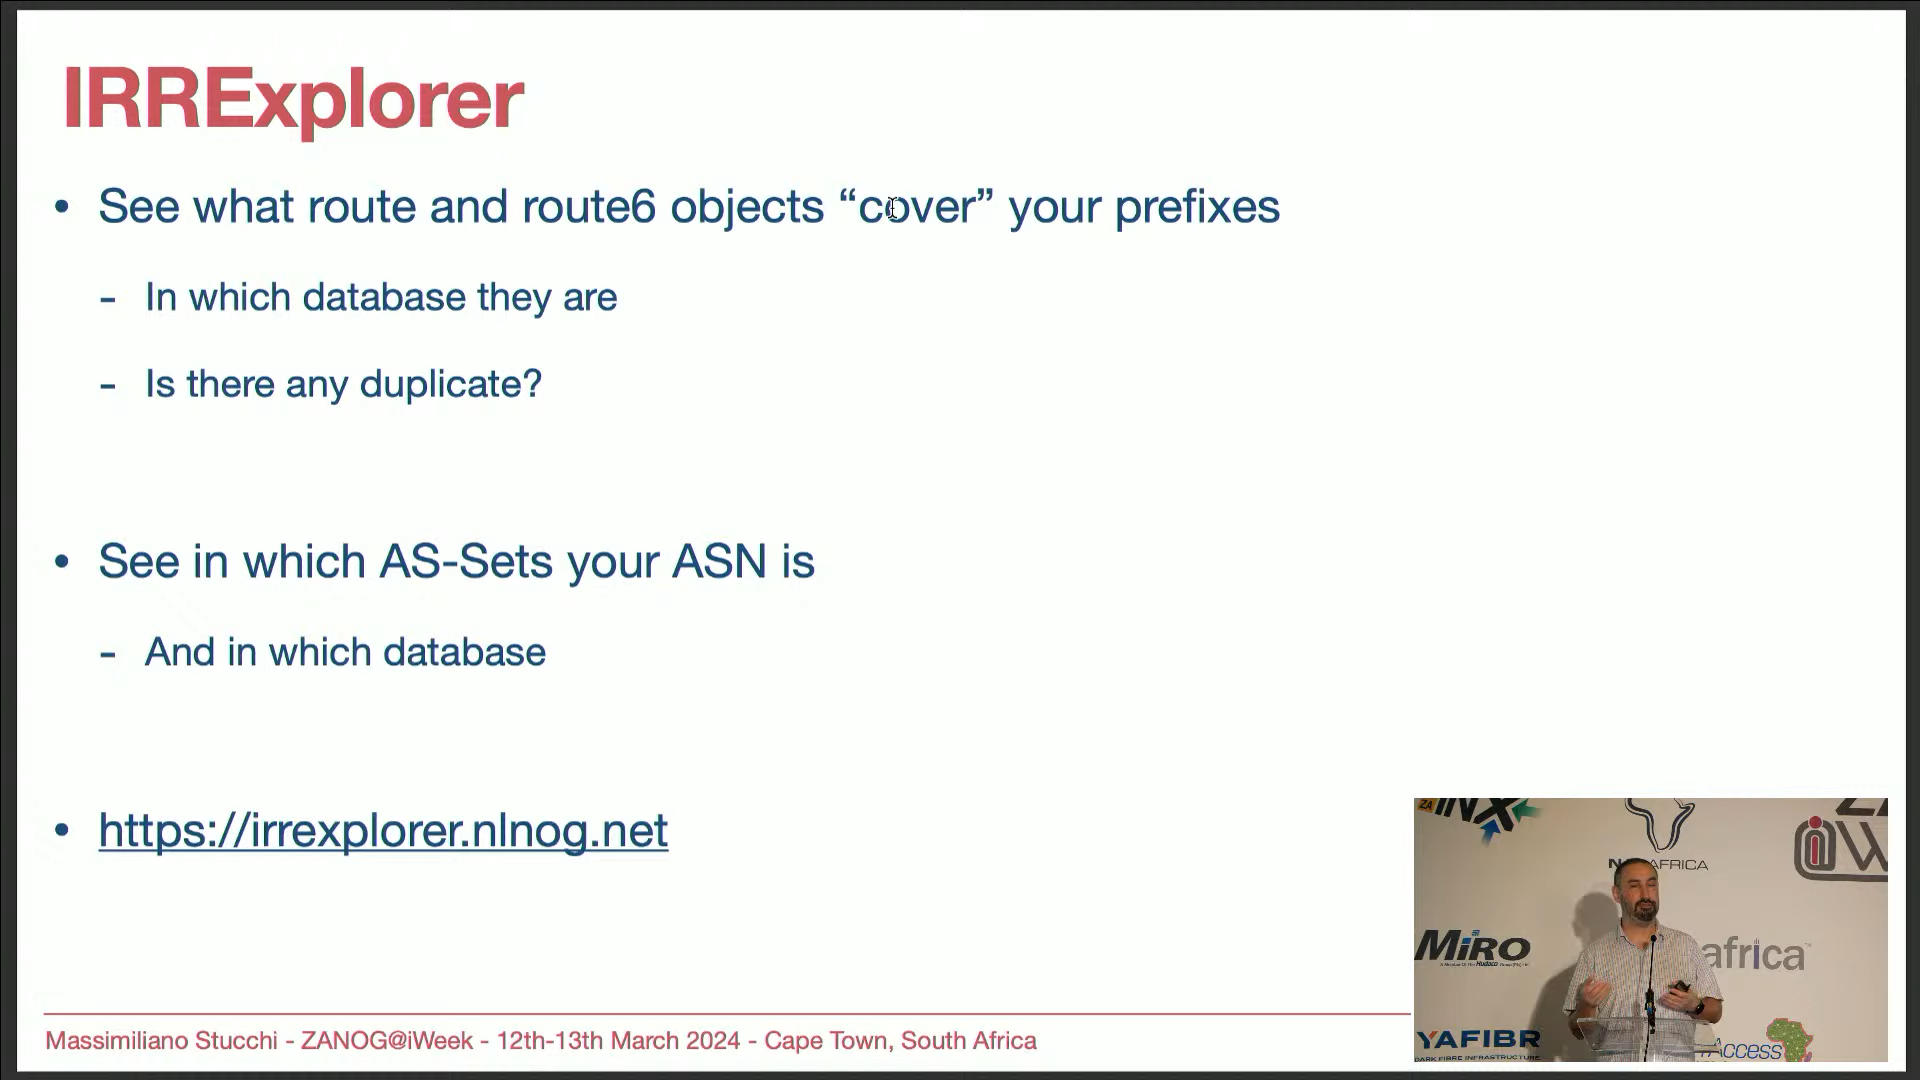 IRRExplorer
• See what route and route6 objects “cover” your prefixes
- In which database they are
- Is there any duplicate?
• See in which AS-Sets your ASN is
- And in which database
• https://irrexplorer.nlnog.net
Massimiliano Stucchi - ZANOG@iWeek - 12th-13th March 2024 - Cape Town, South Africa
ZA
INX
AFRICA
iW
MiRO
africa
YAFIBR
DARK FIBRE INFRASTRUCTURE
Access